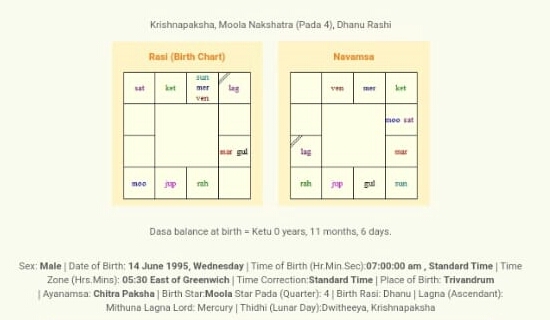 Krishnapaksha, Moola Nakshatra (Pada 4), Dhanu Rashi
Rasi (Birth Chart)
sat ket sun mer ven lag
mar gul
moo jup rah
Navamsa
ven mer ket
moo sat
lag mar
rah jup gul sun
Dasa balance at birth = Ketu 0 years, 11 months, 6 days.
Sex: Male | Date of Birth: 14 June 1995, Wednesday | Time of Birth (Hr.Min.Sec):07:00:00 am , Standard Time | Time
Zone (Hrs.Mins): 05:30 East of Greenwich | Time Correction:Standard Time | Place of Birth: Trivandrum
| Ayanamsa: Chitra Paksha | Birth Star:Moola Star Pada (Quarter): 4 | Birth Rasi: Dhanu | Lagna (Ascendant):
Mithuna Lagna Lord: Mercury | Thidhi (Lunar Day):Dwitheeya, Krishnapaksha